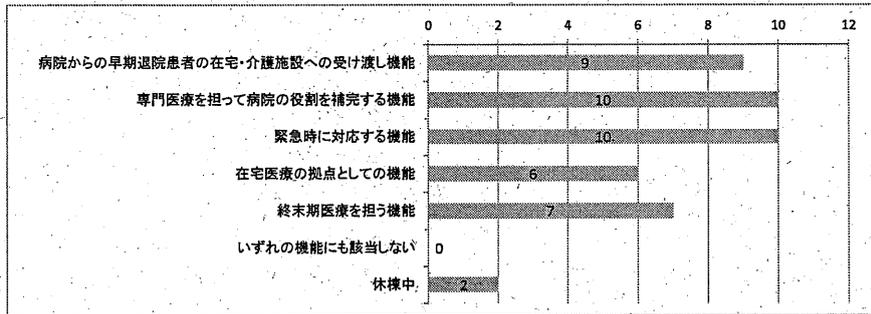 0 2 4 6 8 10 12
病院からの早期退院患者の在宅・介護施設への受け渡し機能 9
専門医療を担って病院の役割を補完する機能 10
緊急時に対応する機能 10
在宅医療の拠点としての機能 6
終末期医療を担う機能 7
いずれの機能にも該当しない 0
休棟中 2